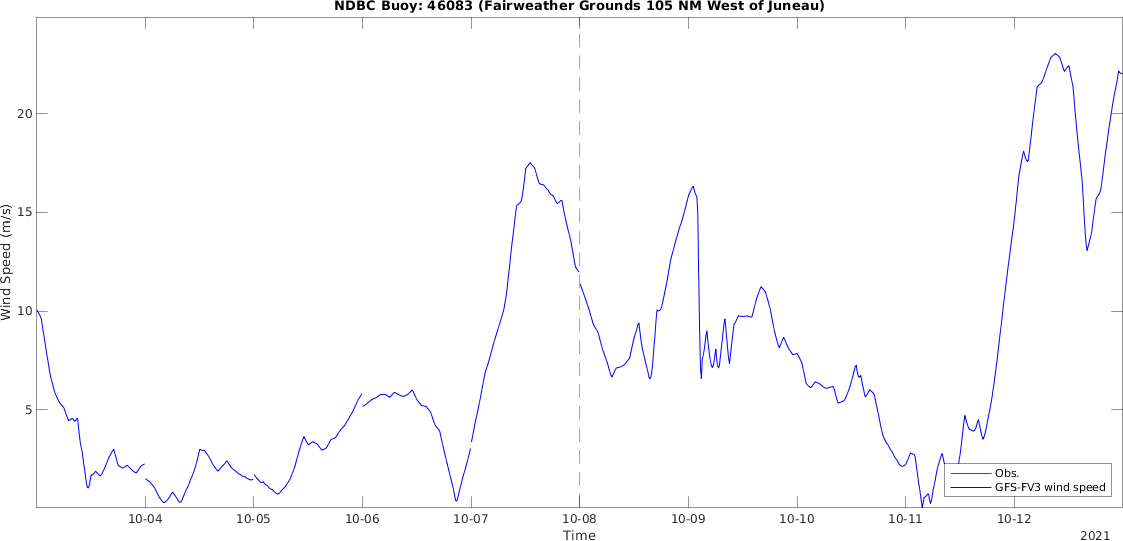 NDBC Buoy: 46083 (Fairweather Grounds 105 NM West of Juneau)
Wind Speed (m/s)
20
15
10
5
Obs.
GFS-FV3 wind speed
10-04 10-05 10-06 10-07 10-08 10-09 10-10 10-11 10-12
Time
2021